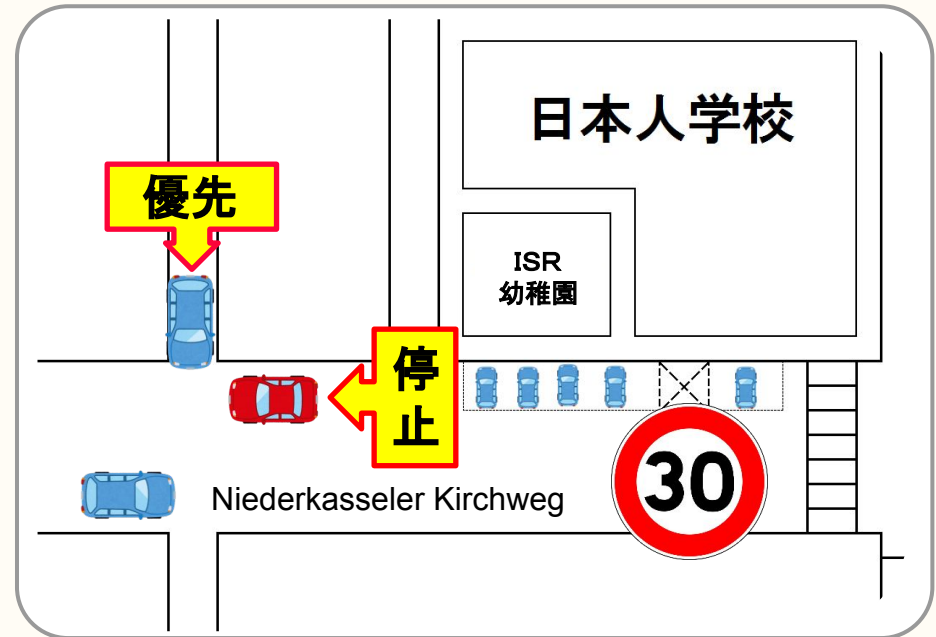 日本人学校
優先
ISR
幼稚園
停
止
30
Niederkasseler Kirchweg